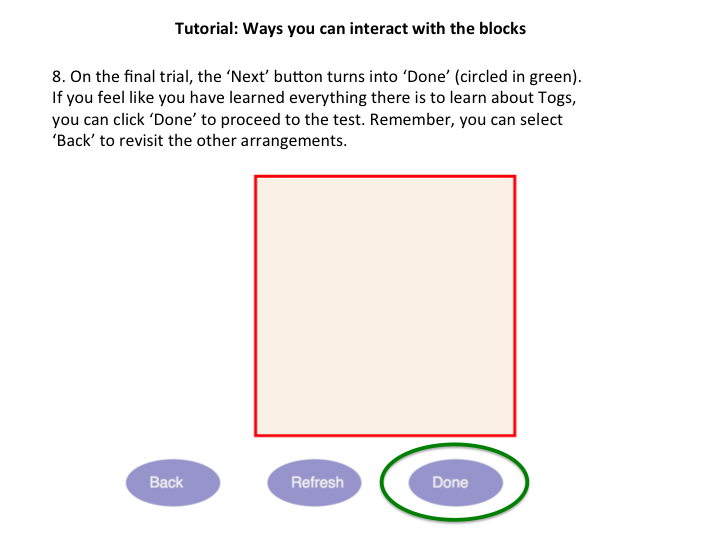 Tutorial: Ways you can interact with the blocks
8. On the final trial, the ‘Next’ button turns into ‘Done’ (circled in green).
If you feel like you have learned everything there is to learn about Togs,
you can click ‘Done’ to proceed to the test. Remember, you can select
‘Back’ to revisit the other arrangements.
Back Refresh Done